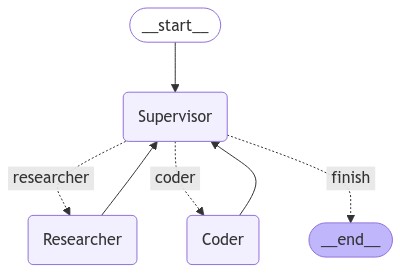 __start__
Supervisor
researcher
coder
finish
Researcher
Coder
__end__